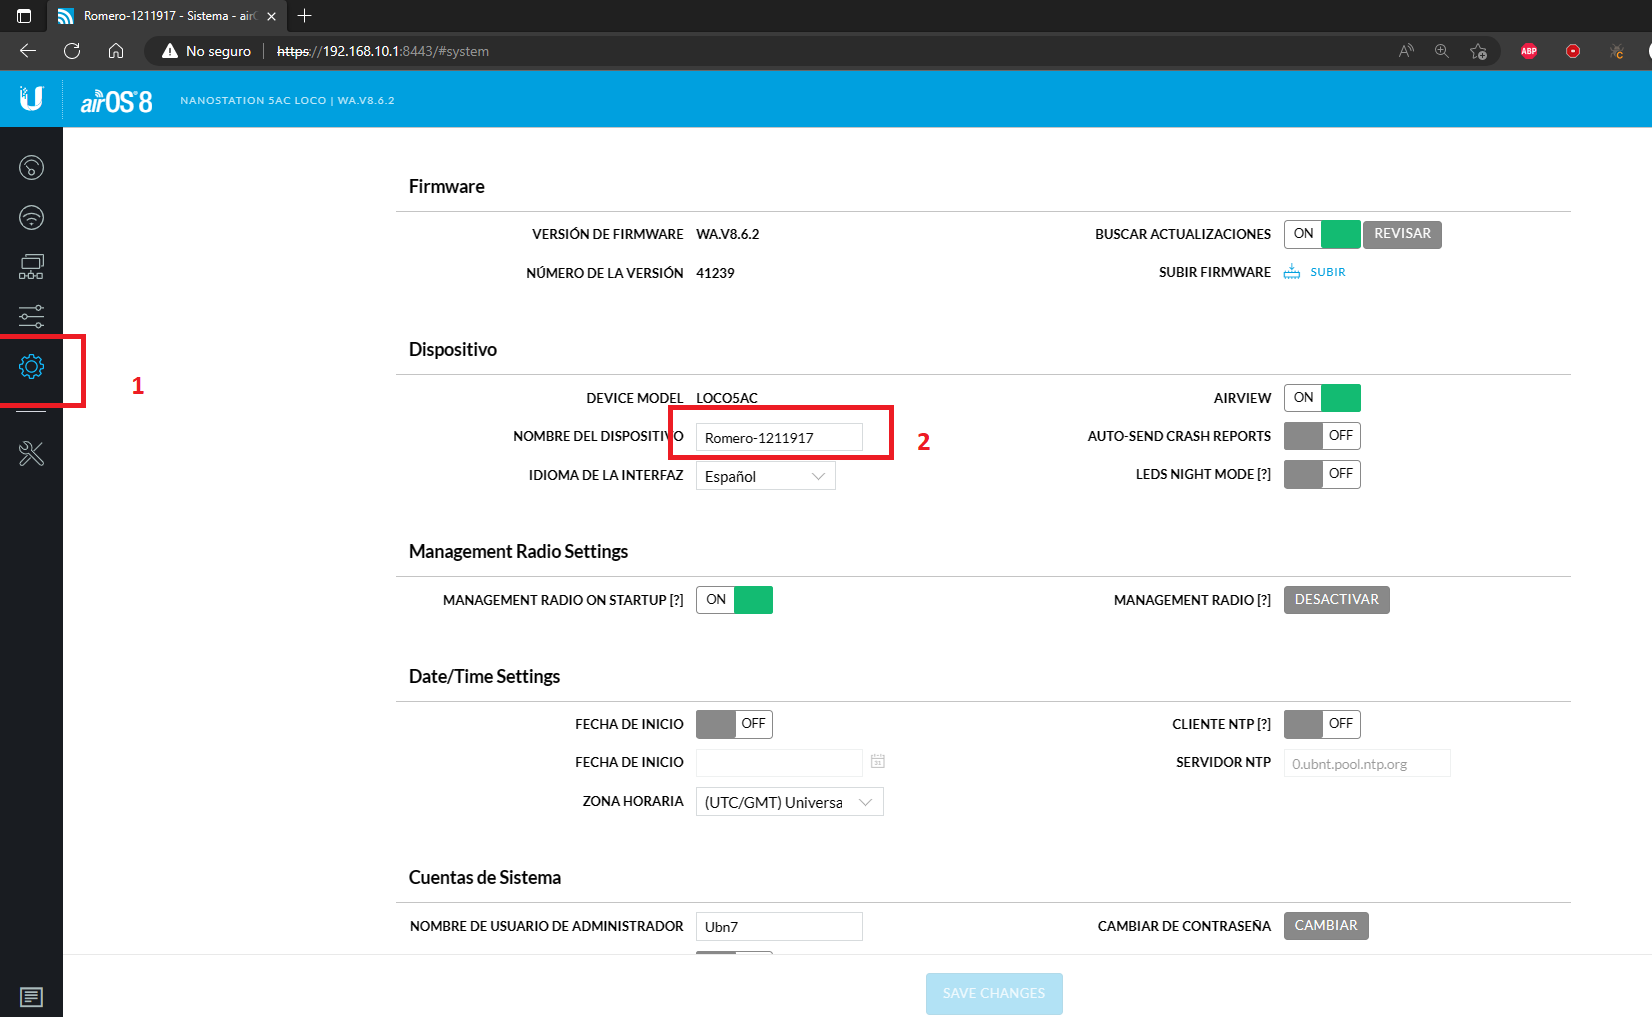 Romero-1211917 - Sistema - air
No seguro https://192.168.10.1:8443/#system
ABP
airOS 8 NANOSTATION 5AC LOCO | WA.V8.6.2
Firmware
VERSIÓN DE FIRMWARE WA.V8.6.2 BUSCAR ACTUALIZACIONES ON REVISAR
NÚMERO DE LA VERSIÓN 41239 SUBIR FIRMWARE SUBIR
Dispositivo
1
DEVICE MODEL LOCO5AC AIRVIEW ON
NOMBRE DEL DISPOSITIVO Romero-1211917 2 AUTO-SEND CRASH REPORTS OFF
IDIOMA DE LA INTERFAZ Español LEDS NIGHT MODE [?] OFF
Management Radio Settings
MANAGEMENT RADIO ON STARTUP [?] ON MANAGEMENT RADIO [?] DESACTIVAR
Date/Time Settings
FECHA DE INICIO OFF CLIENTE NTP [?] OFF
FECHA DE INICIO SERVIDOR NTP 0.ubnt.pool.ntp.org
ZONA HORARIA (UTC/GMT) Universa
Cuentas de Sistema
NOMBRE DE USUARIO DE ADMINISTRADOR Ubn7 CAMBIAR DE CONTRASEÑA CAMBIAR
SAVE CHANGES